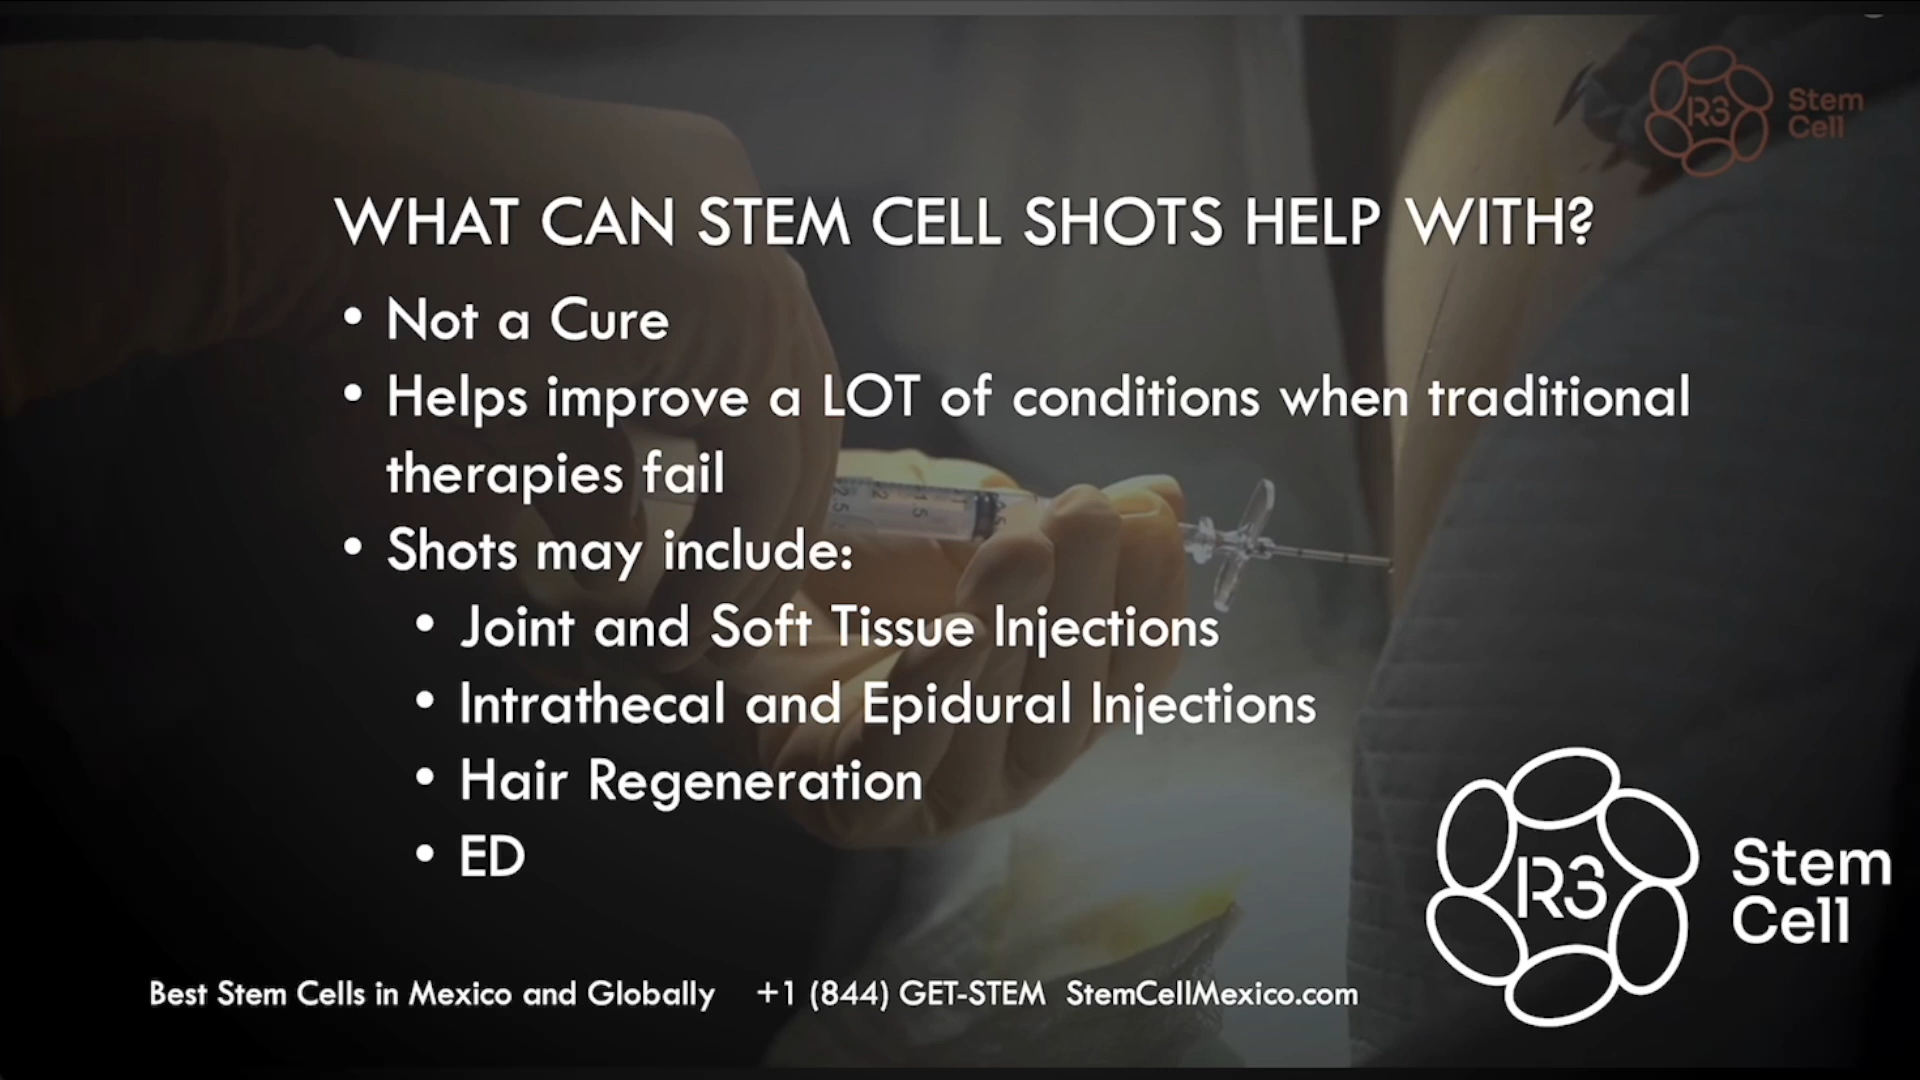 R3 Stem
Cell
WHAT CAN STEM CELL SHOTS HELP WITH?
• Not a Cure
• Helps improve a LOT of conditions when traditional
therapies fail
• Shots may include:
• Joint and Soft Tissue Injections
• Intrathecal and Epidural Injections
• Hair Regeneration
• ED
R3 Stem
Cell
Best Stem Cells in Mexico and Globally +1 (844) GET-STEM StemCellMexico.com